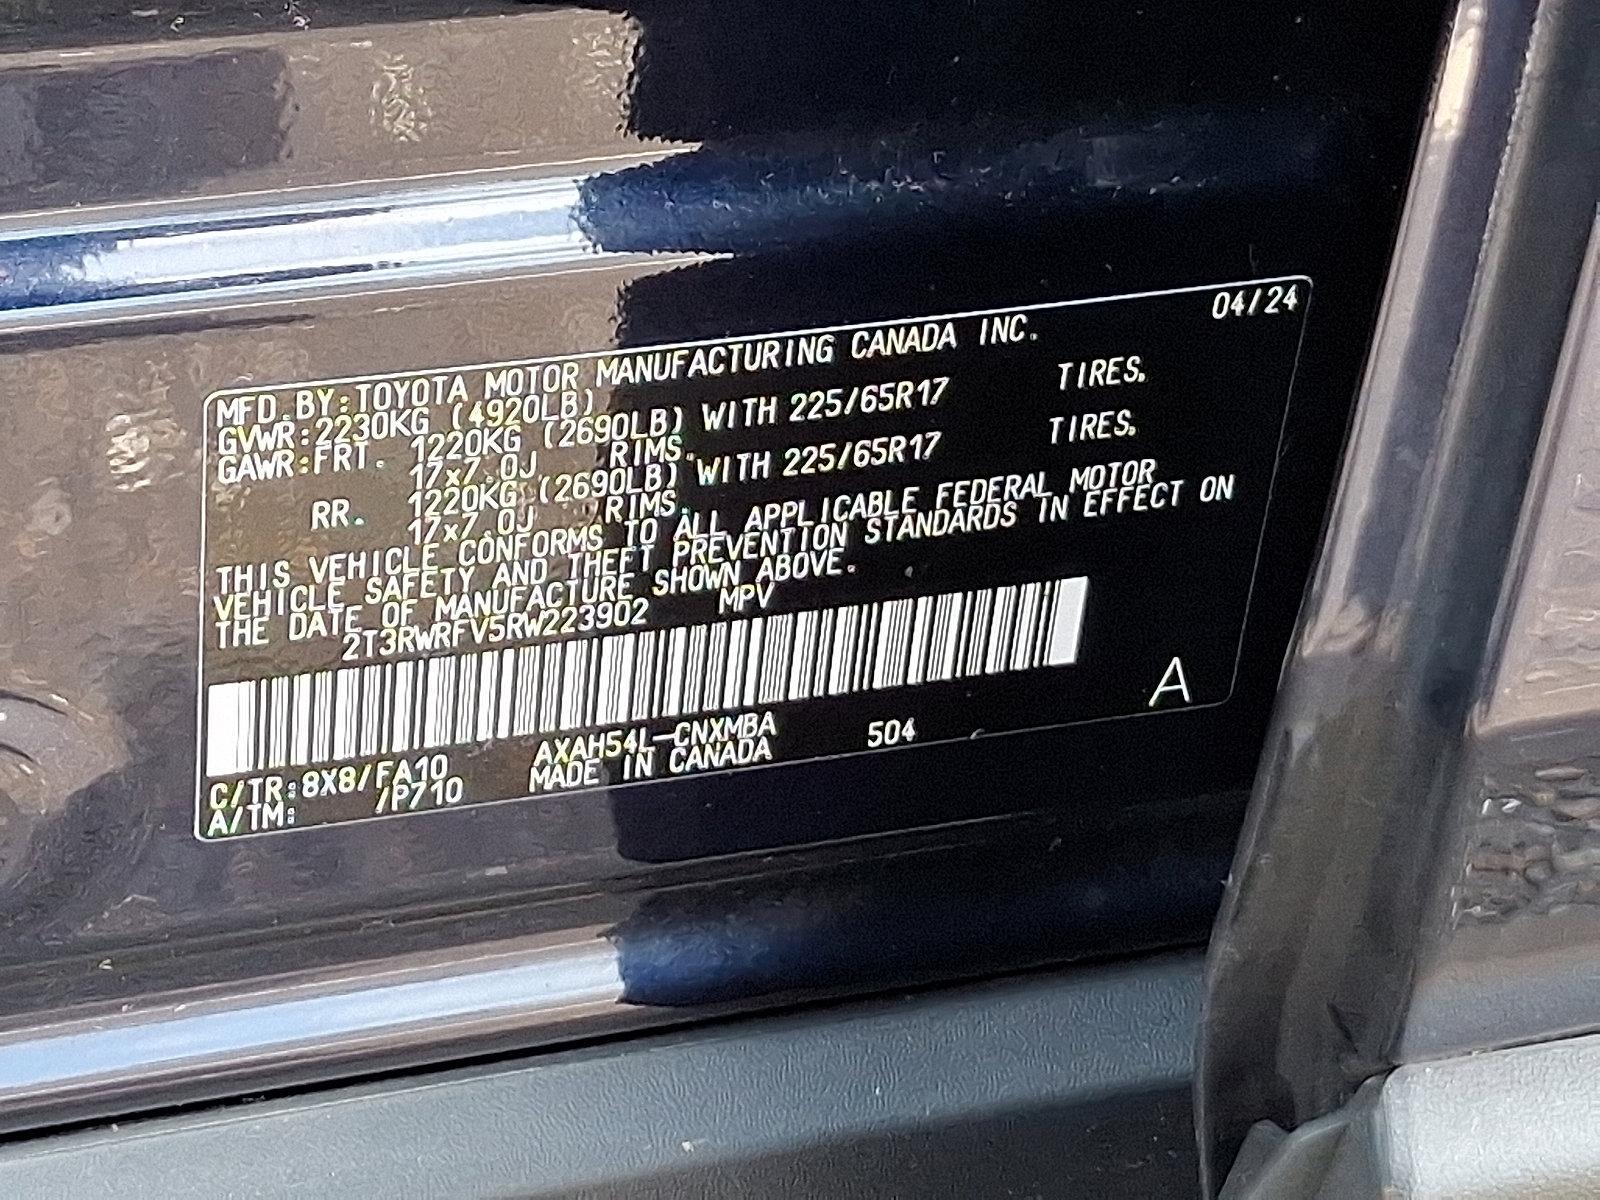 04/24
MFD.BY:TOYOTA MOTOR MANUFACTURING CANADA INC.
GVWR:2230KG (4920LB)
GAWR:FRT. 1220KG (2690LB) WITH 225/65R17 TIRES,
17x7.0J RIMS.
RR. 1220KG (2690LB) WITH 225/65R17 TIRES,
17x7.0J RIMS.
THIS VEHICLE CONFORMS TO ALL APPLICABLE FEDERAL MOTOR
VEHICLE SAFETY AND THEFT PREVENTION STANDARDS IN EFFECT ON
THE DATE OF MANUFACTURE SHOWN ABOVE.
2T3RWRFV5RW223902 MPV
A
C/TR:8X8/FA10 AXAH54L-CNXMBA 504
A/TM: /P710 MADE IN CANADA